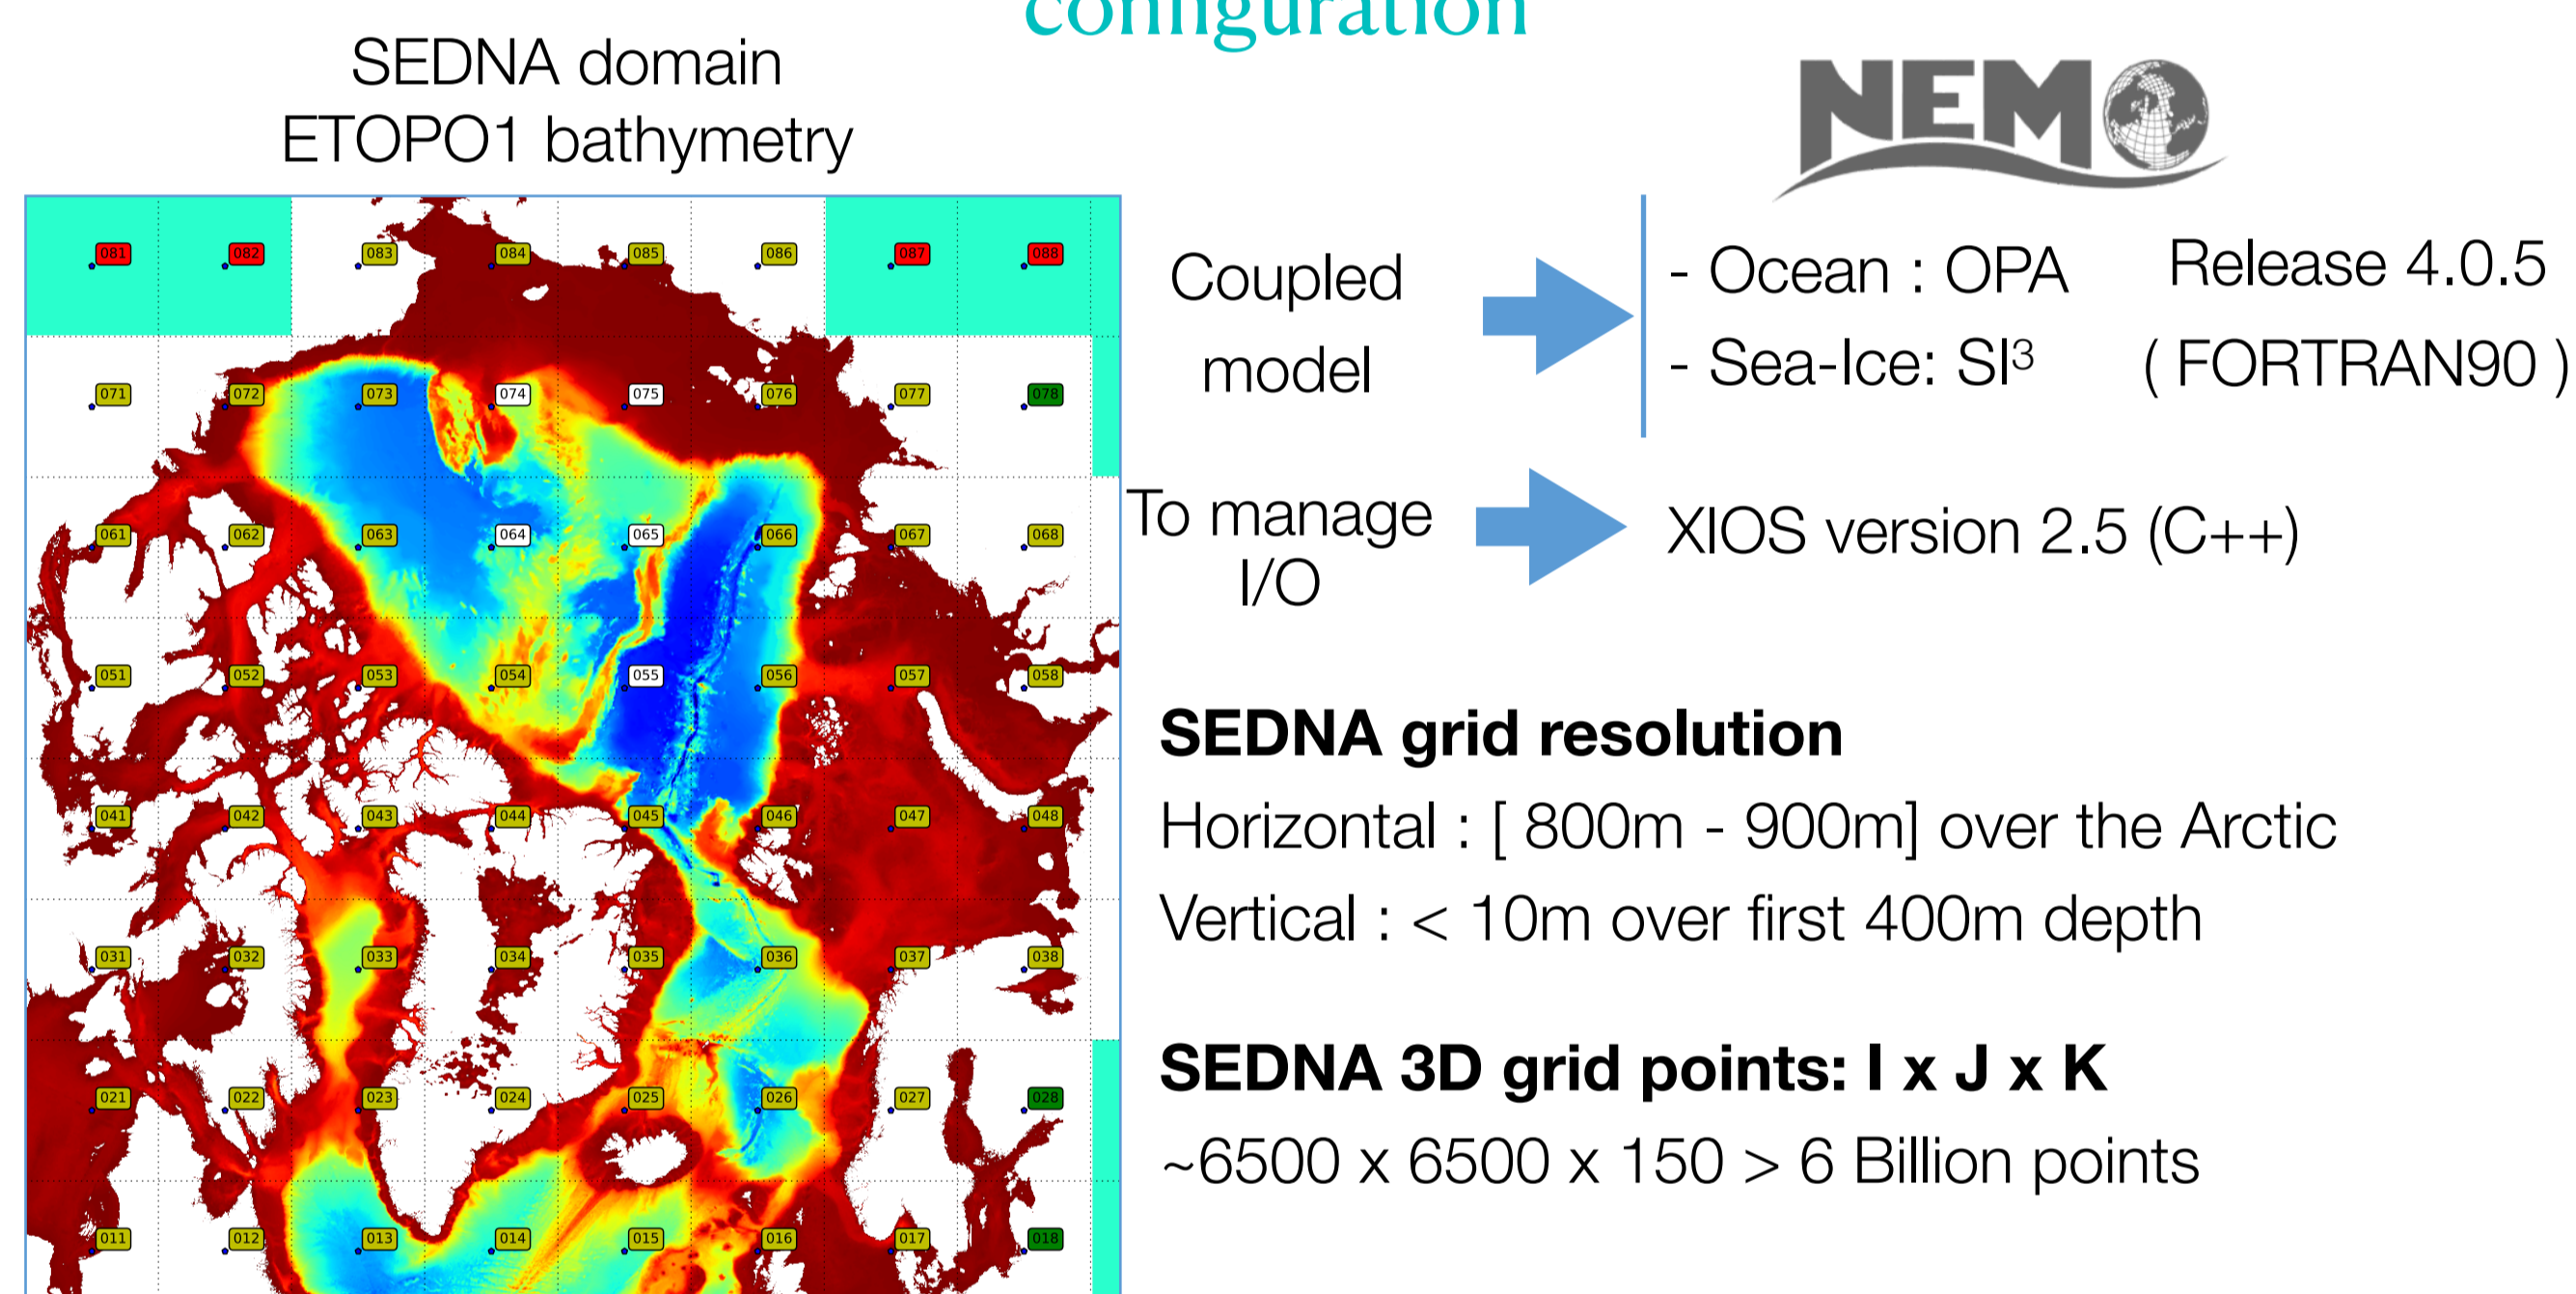 configuration
SEDNA domain
ETOPO1 bathymetry
NEMO
081 082 083 084 085 086 087 088
071 072 073 074 075 076 077 078
061 062 063 064 065 066 067 068
051 052 053 054 055 056 057 058
041 042 043 044 045 046 047 048
031 032 033 034 035 036 037 038
021 022 023 024 025 026 027 028
011 012 013 014 015 016 017 018
Coupled
model
- Ocean : OPA
- Sea-Ice: SI³
Release 4.0.5
( FORTRAN90 )
To manage
I/O
XIOS version 2.5 (C++)
SEDNA grid resolution
Horizontal : [ 800m - 900m] over the Arctic
Vertical : < 10m over first 400m depth
SEDNA 3D grid points: I x J x K
~6500 x 6500 x 150 > 6 Billion points